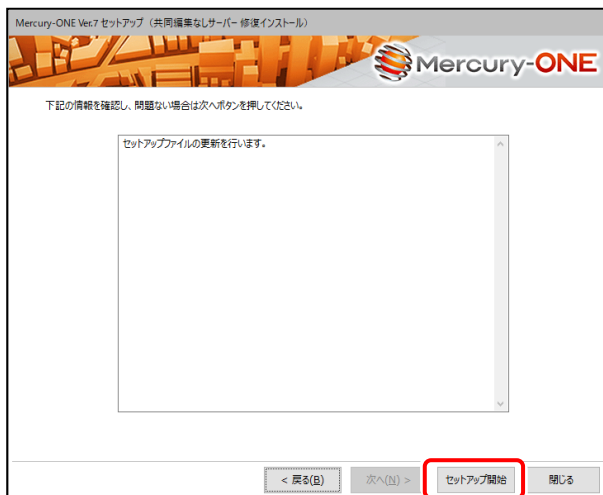 Mercury-ONE Ver.7 セットアップ（共同編集なしサーバー 修復インストール）
Mercury-ONE
下記の情報を確認し、問題ない場合は次へボタンを押してください。
セットアップファイルの更新を行います。
< 戻る(B)
次へ(N) >
セットアップ開始
閉じる